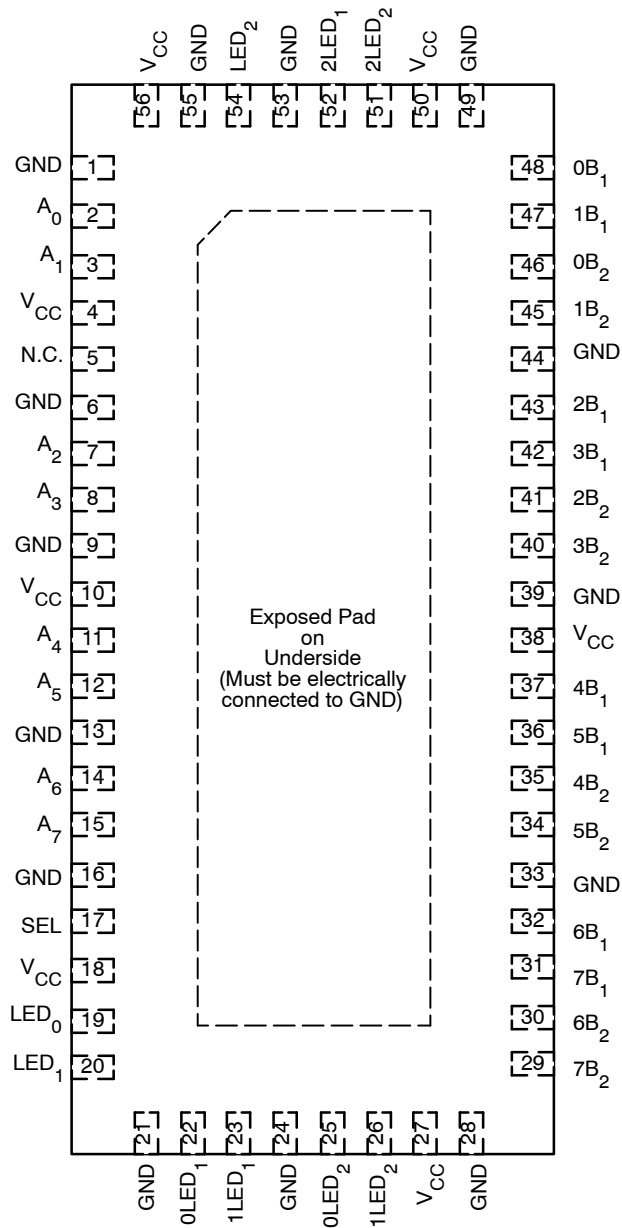 VCC GND LED2 GND 2LED1 2LED2 VCC GND
56 55 54 53 52 51 50 49
GND 1
A0 2
A1 3
VCC 4
N.C. 5
GND 6
A2 7
A3 8
GND 9
VCC 10
A4 11
A5 12
GND 13
A6 14
A7 15
GND 16
SEL 17
VCC 18
LED0 19
LED1 20
Exposed Pad
on
Underside
(Must be electrically
connected to GND)
48 0B1
47 1B1
46 0B2
45 1B2
44 GND
43 2B1
42 3B1
41 2B2
40 3B2
39 GND
38 VCC
37 4B1
36 5B1
35 4B2
34 5B2
33 GND
32 6B1
31 7B1
30 6B2
29 7B2
21 22 23 24 25 26 27 28
GND 0LED1 1LED1 GND 0LED2 1LED2 VCC GND